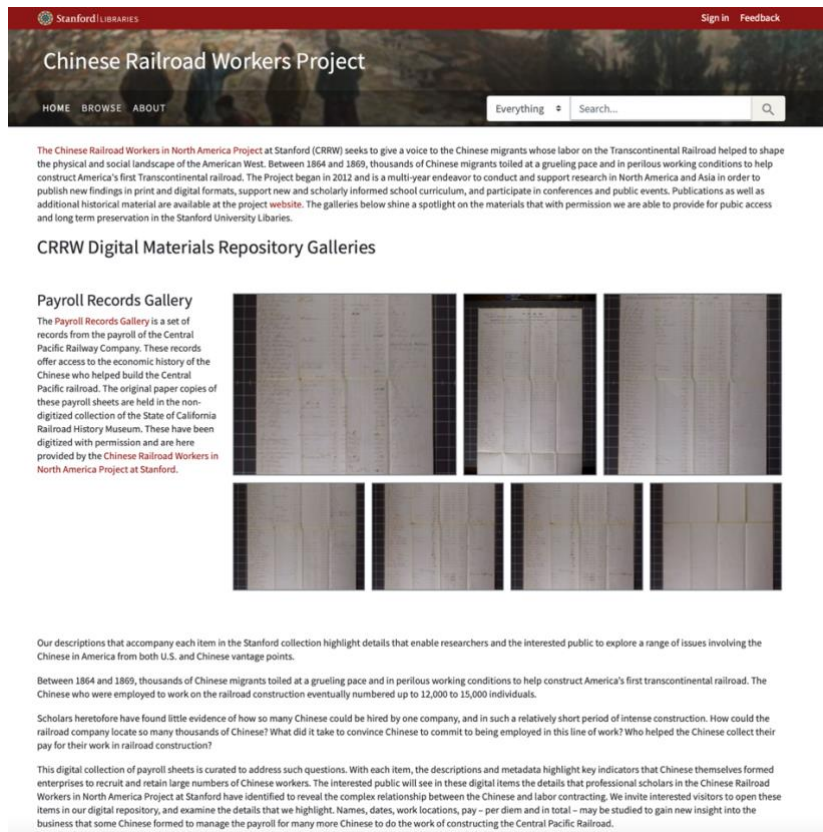 Stanford | LIBRARIES
Sign in Feedback
Chinese Railroad Workers Project
HOME BROWSE ABOUT
Everything
Search...
The Chinese Railroad Workers in North America Project at Stanford (CRRW) seeks to give a voice to the Chinese migrants whose labor on the Transcontinental Railroad helped to shape
the physical and social landscape of the American West. Between 1864 and 1869, thousands of Chinese migrants toiled at a grueling pace and in perilous working conditions to help
construct America's first Transcontinental railroad. The Project began in 2012 and is a multi-year endeavor to conduct and support research in North America and Asia in order to
publish new findings in print and digital formats, support new and scholarly informed school curriculum, and participate in conferences and public events. Publications as well as
additional historical material are available at the project website. The galleries below shine a spotlight on the materials that with permission we are able to provide for pubic access
and long term preservation in the Stanford University Libaries.
CRRW Digital Materials Repository Galleries
Payroll Records Gallery
The Payroll Records Gallery is a set of
records from the payroll of the Central
Pacific Railway Company. These records
offer access to the economic history of the
Chinese who helped build the Central
Pacific railroad. The original paper copies of
these payroll sheets are held in the non-
digitized collection of the State of California
Railroad History Museum. These have been
digitized with permission and are here
provided by the Chinese Railroad Workers in
North America Project at Stanford.
Our descriptions that accompany each item in the Stanford collection highlight details that enable researchers and the interested public to explore a range of issues involving the
Chinese in America from both U.S. and Chinese vantage points.
Between 1864 and 1869, thousands of Chinese migrants toiled at a grueling pace and in perilous working conditions to help construct America's first transcontinental railroad. The
Chinese who were employed to work on the railroad construction eventually numbered up to 12,000 to 15,000 individuals.
Scholars heretofore have found little evidence of how so many Chinese could be hired by one company, and in such a relatively short period of intense construction. How could the
railroad company locate so many thousands of Chinese? What did it take to convince Chinese to commit to being employed in this line of work? Who helped the Chinese collect their
pay for their work in railroad construction?
This digital collection of payroll sheets is curated to address such questions. With each item, the descriptions and metadata highlight key indicators that Chinese themselves formed
enterprises to recruit and retain large numbers of Chinese workers. The interested public will see in these digital items the details that professional scholars in the Chinese Railroad
Workers in North America Project at Stanford have identified to reveal the complex relationship between the Chinese and labor contracting. We invite interested visitors to open these
items in our digital repository, and examine the details that we highlight. Names, dates, work locations, pay – per diem and in total – may be studied to gain new insight into the
business that some Chinese formed to manage the payroll for many more Chinese to do the work of constructing the Central Pacific Railroad.